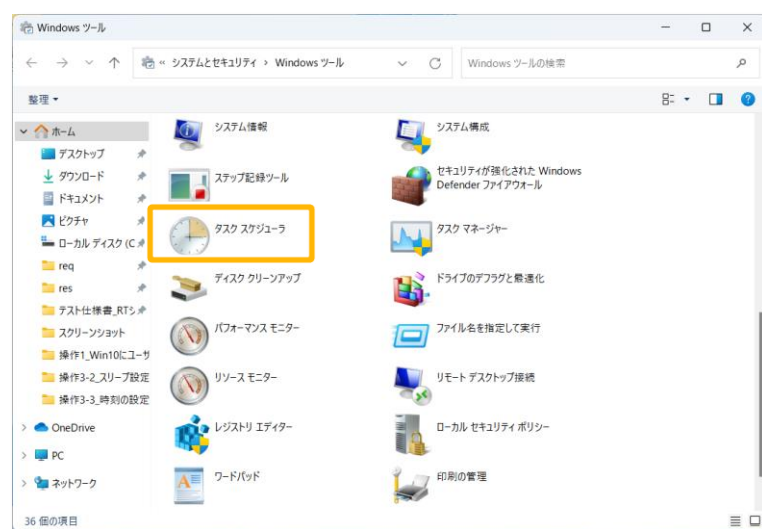 Windows ツール
« システムとセキュリティ › Windows ツール
Windows ツールの検索
整理
ホーム
デスクトップ
ダウンロード
ドキュメント
ピクチャ
ローカル ディスク (C
req
res
テスト仕様書_RTシ
スクリーンショット
操作1_Win10にユーサ
操作3-2_スリープ設定
操作3-3_時刻の設定
OneDrive
PC
ネットワーク
システム情報
システム構成
ステップ記録ツール
セキュリティが強化された Windows
Defender ファイアウォール
タスク スケジューラ
タスク マネージャー
ディスク クリーンアップ
ドライブのデフラグと最適化
パフォーマンス モニター
ファイル名を指定して実行
リソース モニター
リモート デスクトップ接続
レジストリ エディター
ローカル セキュリティ ポリシー
ワードパッド
印刷の管理
36 個の項目